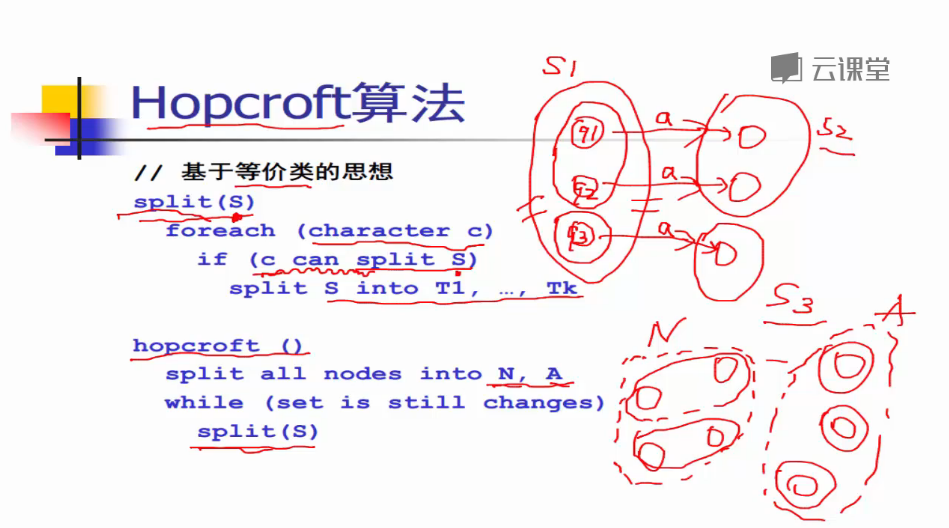 云课堂
Hopcroft算法
// 基于等价类的思想
split(S)
foreach (character c)
if (c can split S)
split S into T1, …, Tk
hopcroft ()
split all nodes into N, A
while (set is still changes)
split(S)
S1
q1
a
S2
q2
a
q3
a
S3
N
A